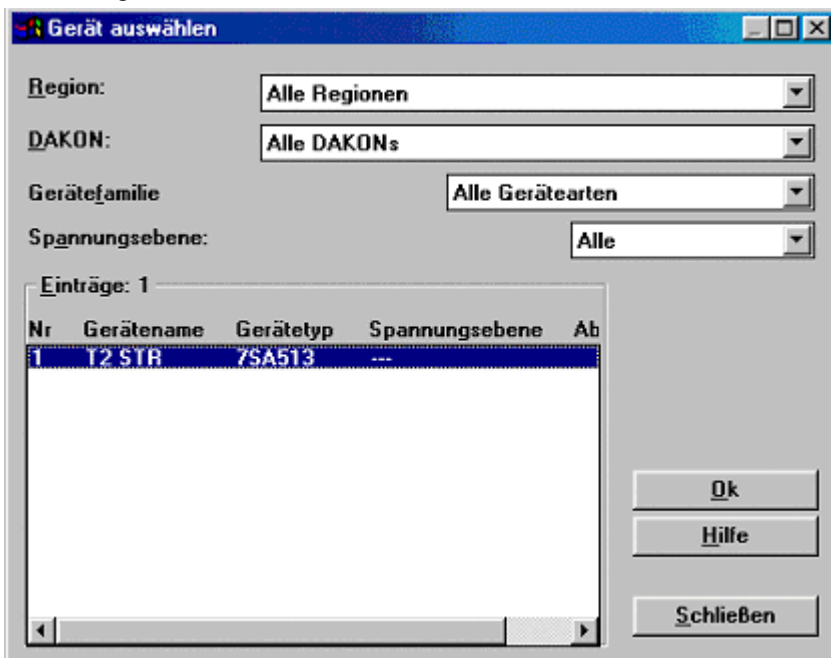 Gerät auswählen
Region: Alle Regionen
DAKON: Alle DAKONs
Gerätefamilie Alle Gerätearten
Spannungsebene: Alle
Einträge: 1
Nr Gerätename Gerätetyp Spannungsebene Ab
1 T2 STR 7SA513 ---
Ok
Hilfe
Schließen